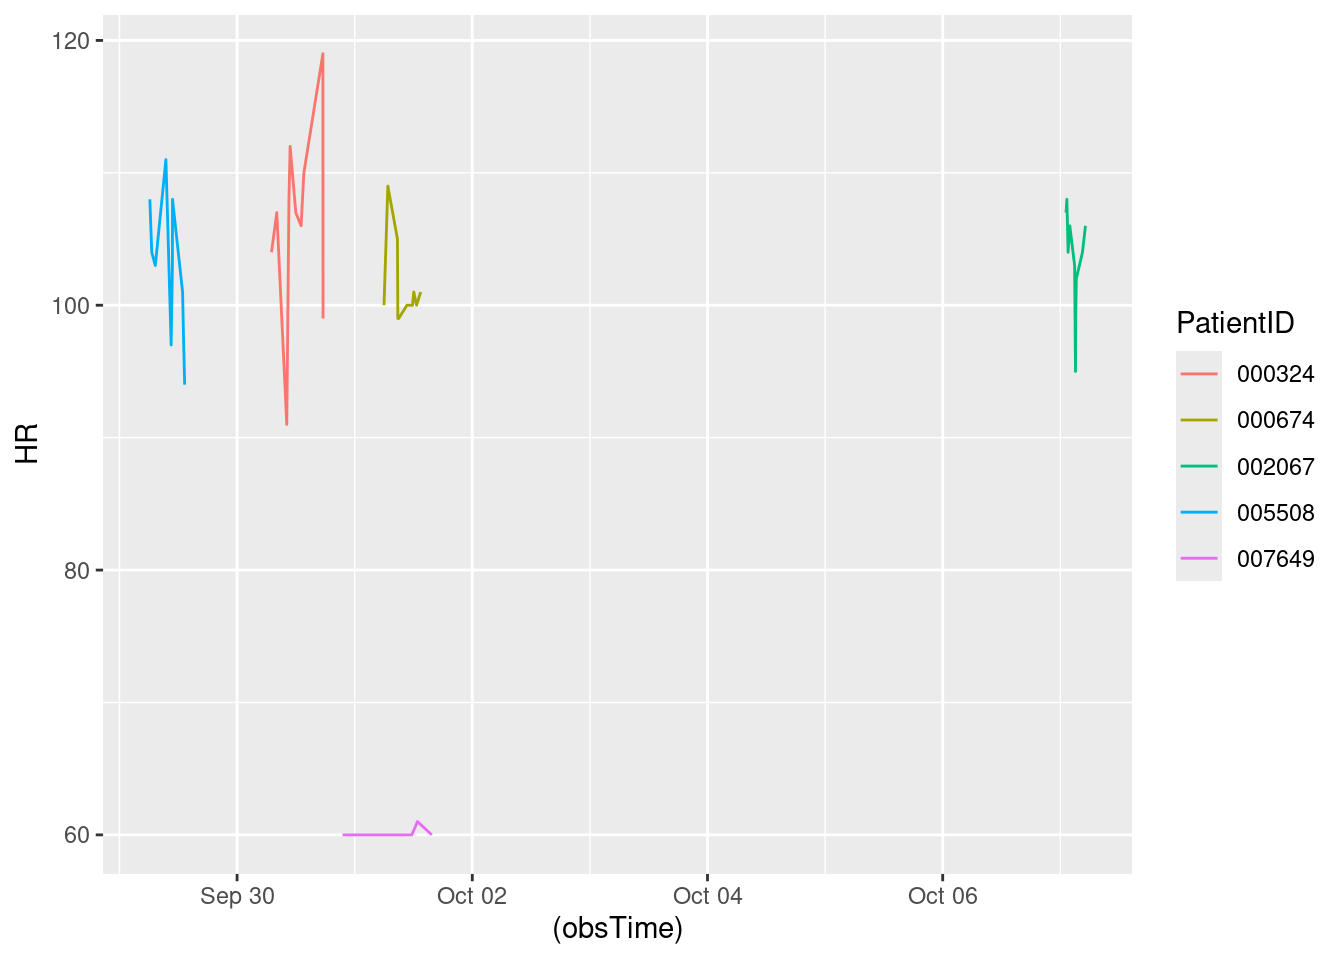 120
100
80
60
HR
Sep 30
Oct 02
Oct 04
Oct 06
(obsTime)
PatientID
000324
000674
002067
005508
007649